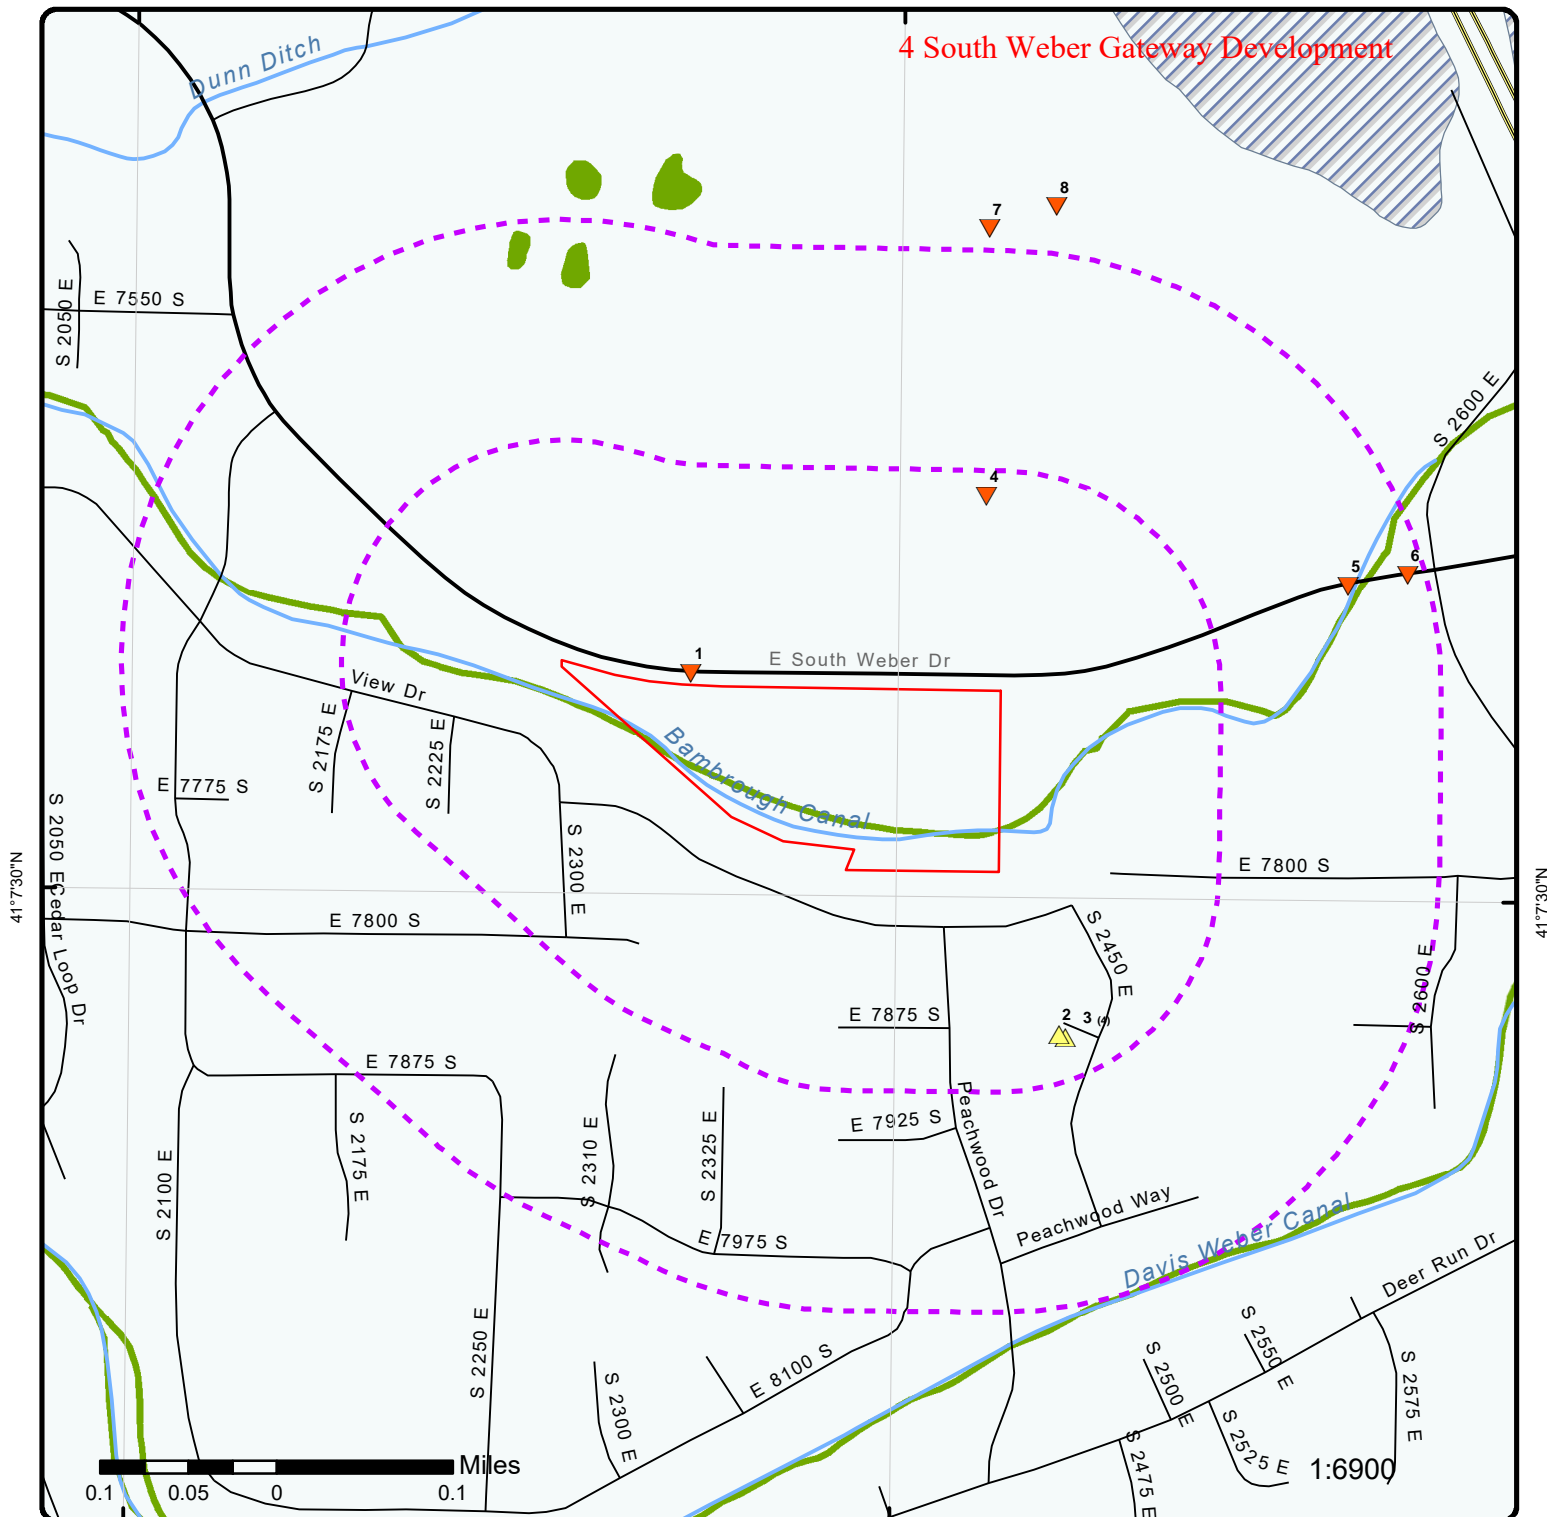 4 South Weber Gateway Development
Dunn Ditch
8
7
E 7550 S
S 2050 E
S 2600 E
4
5
6
1
E South Weber Dr
View Dr
S 2175 E
S 2225 E
Bambrough Canal
E 7775 S
S 2050 E
S 2300 E
E 7800 S
41°7'30"N
41°7'30"N
Cedar Loop Dr
E 7800 S
S 2450 E
S 2600 E
E 7875 S
2 3 (4)
E 7875 S
Peachwood Dr
S 2175 E
S 2310 E
S 2325 E
E 7925 S
S 2100 E
Peachwood Way
E 7975 S
Davis Weber Canal
Deer Run Dr
S 2250 E
S 2300 E
E 8100 S
S 2550 E
S 2500 E
S 2575 E
S 2525 E
S 2475 E
Miles
0.1 0.05 0 0.1
1:6900